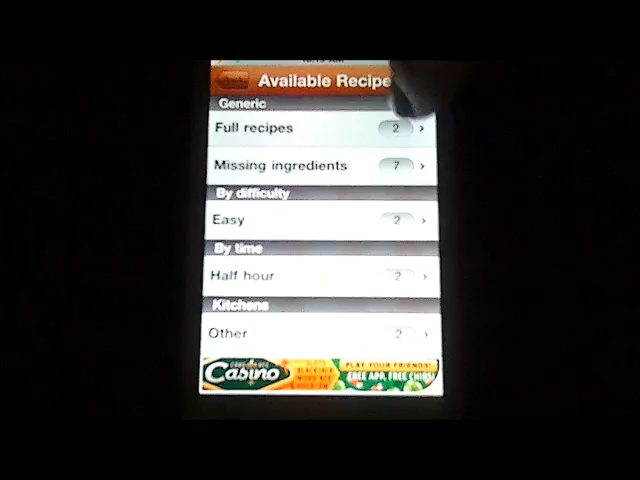 Available Recipe
Generic
Full recipes 2
Missing ingredients 7
By difficulty
Easy 2
By time
Half hour 2
Kitchens
Other 2
Casino
PLAY YOUR FRIENDS!
FREE APP, FREE CHIPS!